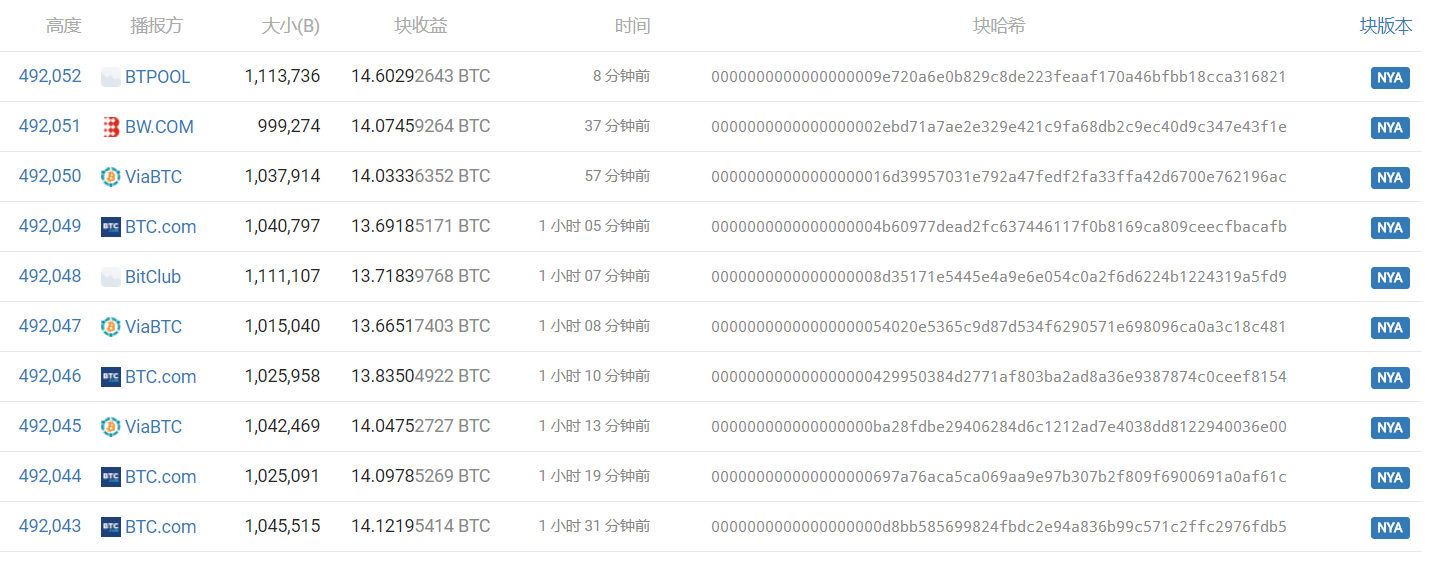 高度 播报方 大小(B) 块收益 时间 块哈希 块版本
492,052 BTPOOL 1,113,736 14.60292643 BTC 8 分钟前 0000000000000000009e720a6e0b829c8de223feaaf170a46bfbb18cca316821 NYA
492,051 BW.COM 999,274 14.07459264 BTC 37 分钟前 0000000000000000002ebd71a7ae2e329e421c9fa68db2c9ec40d9c347e43f1e NYA
492,050 ViaBTC 1,037,914 14.03336352 BTC 57 分钟前 00000000000000000016d39957031e792a47fedf2fa33ffa42d6700e762196ac NYA
492,049 BTC.com 1,040,797 13.69185171 BTC 1 小时 05 分钟前 0000000000000000004b60977dead2fc637446117f0b8169ca809ceecfbacafb NYA
492,048 BitClub 1,111,107 13.71839768 BTC 1 小时 07 分钟前 0000000000000000008d35171e5445e4a9e6e054c0a2f6d6224b1224319a5fd9 NYA
492,047 ViaBTC 1,015,040 13.66517403 BTC 1 小时 08 分钟前 00000000000000000054020e5365c9d87d534f6290571e698096ca0a3c18c481 NYA
492,046 BTC.com 1,025,958 13.83504922 BTC 1 小时 10 分钟前 000000000000000000429950384d2771af803ba2ad8a36e9387874c0ceef8154 NYA
492,045 ViaBTC 1,042,469 14.04752727 BTC 1 小时 13 分钟前 000000000000000000ba28fdbe29406284d6c1212ad7e4038dd8122940036e00 NYA
492,044 BTC.com 1,025,091 14.09785269 BTC 1 小时 19 分钟前 000000000000000000697a76aca5ca069aa9e97b307b2f809f6900691a0af61c NYA
492,043 BTC.com 1,045,515 14.12195414 BTC 1 小时 31 分钟前 0000000000000000000d8bb585699824fbdc2e94a836b99c571c2ffc2976fdb5 NYA